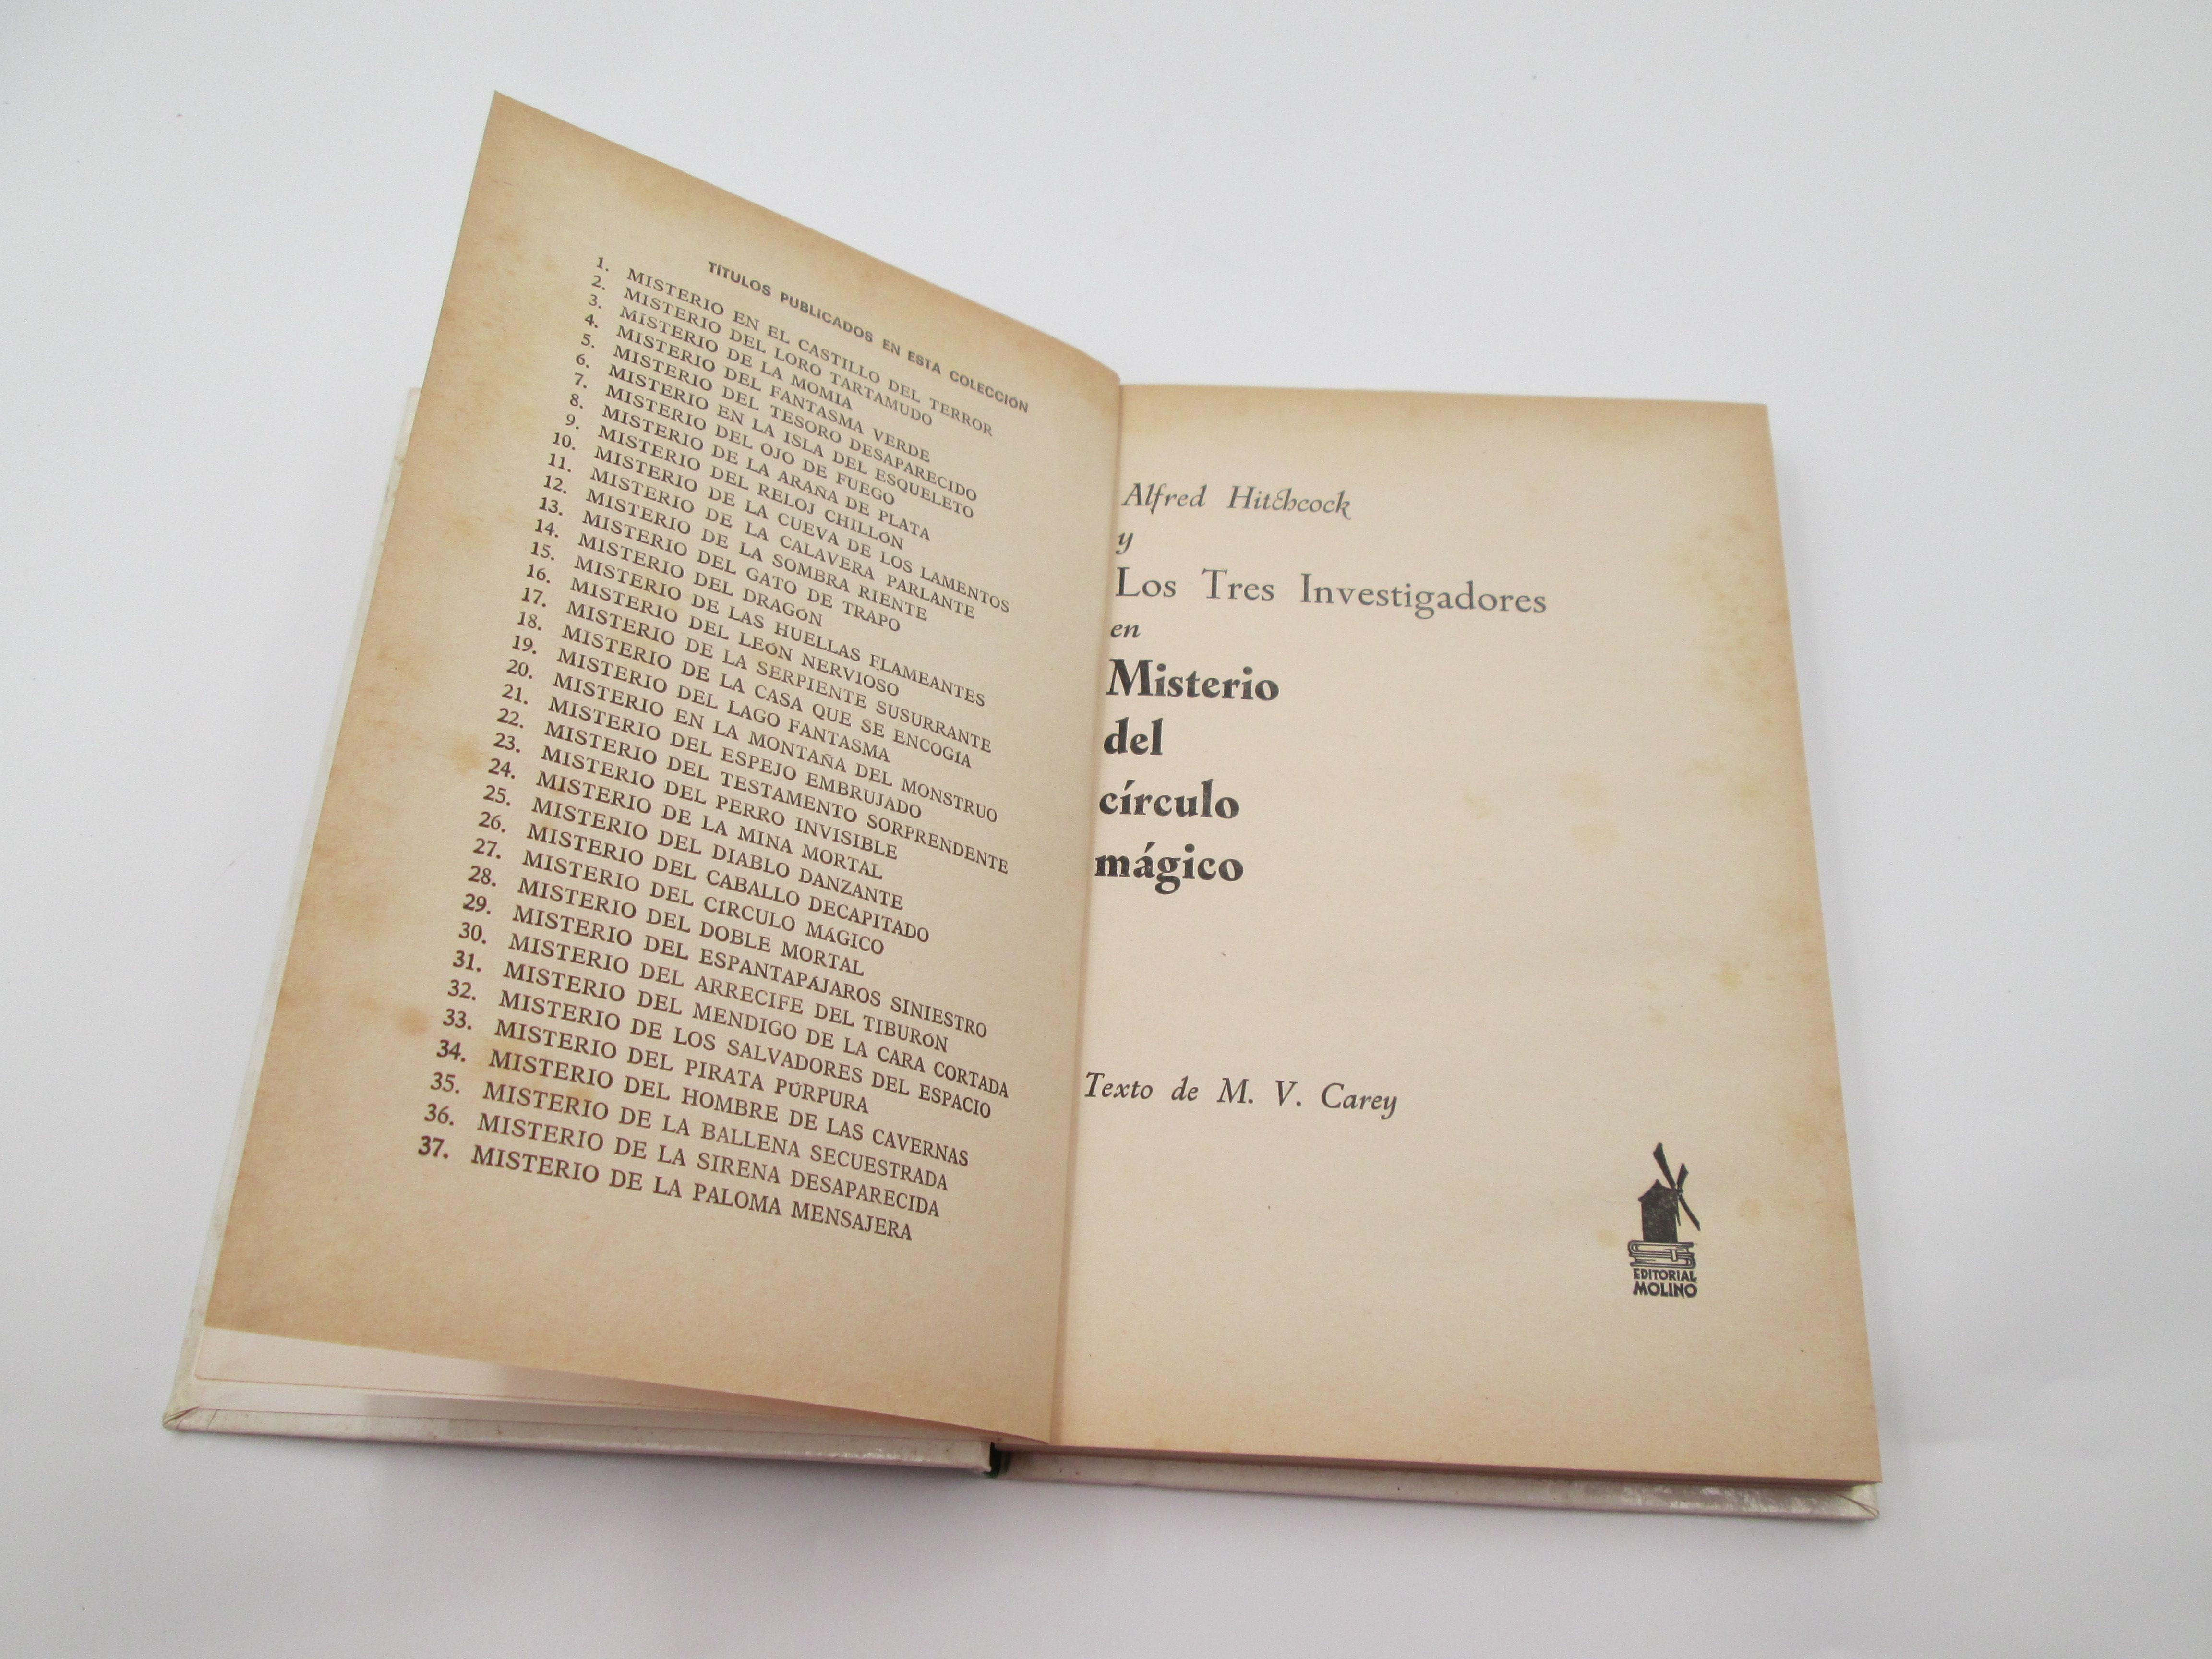 TÍTULOS PUBLICADOS EN ESTA COLECCIÓN
1. MISTERIO EN EL CASTILLO DEL TERROR
2. MISTERIO DEL LORO TARTAMUDO
3. MISTERIO DE LA MOMIA
4. MISTERIO DEL FANTASMA VERDE
5. MISTERIO DEL TESORO DESAPARECIDO
6. MISTERIO EN LA ISLA DEL ESQUELETO
7. MISTERIO DEL OJO DE FUEGO
8. MISTERIO DE LA ARAÑA DE PLATA
9. MISTERIO DEL RELOJ CHILLÓN
10. MISTERIO DE LA CUEVA DE LOS LAMENTOS
11. MISTERIO DE LA CALAVERA PARLANTE
12. MISTERIO DE LA SOMBRA RIENTE
13. MISTERIO DEL GATO DE TRAPO
14. MISTERIO DEL DRAGÓN
15. MISTERIO DE LAS HUELLAS FLAMEANTES
16. MISTERIO DEL LEÓN NERVIOSO
17. MISTERIO DE LA SERPIENTE SUSURRANTE
18. MISTERIO DE LA CASA QUE SE ENCOGÍA
19. MISTERIO DEL LAGO FANTASMA
20. MISTERIO EN LA MONTAÑA DEL MONSTRUO
21. MISTERIO DEL ESPEJO EMBRUJADO
22. MISTERIO DEL TESTAMENTO SORPRENDENTE
23. MISTERIO DEL PERRO INVISIBLE
24. MISTERIO DE LA MINA MORTAL
25. MISTERIO DEL DIABLO DANZANTE
26. MISTERIO DEL CABALLO DECAPITADO
27. MISTERIO DEL CÍRCULO MÁGICO
28. MISTERIO DEL DOBLE MORTAL
29. MISTERIO DEL ESPANTAPÁJAROS SINIESTRO
30. MISTERIO DEL ARRECIFE DEL TIBURÓN
31. MISTERIO DEL MENDIGO DE LA CARA CORTADA
32. MISTERIO DE LOS SALVADORES DEL ESPACIO
33. MISTERIO DEL PIRATA PÚRPURA
34. MISTERIO DEL HOMBRE DE LAS CAVERNAS
35. MISTERIO DE LA BALLENA SECUESTRADA
36. MISTERIO DE LA SIRENA DESAPARECIDA
37. MISTERIO DE LA PALOMA MENSAJERA
Alfred Hitchcock
y
Los Tres Investigadores
en
Misterio
del
círculo
mágico
Texto de M. V. Carey
EDITORIAL
MOLINO